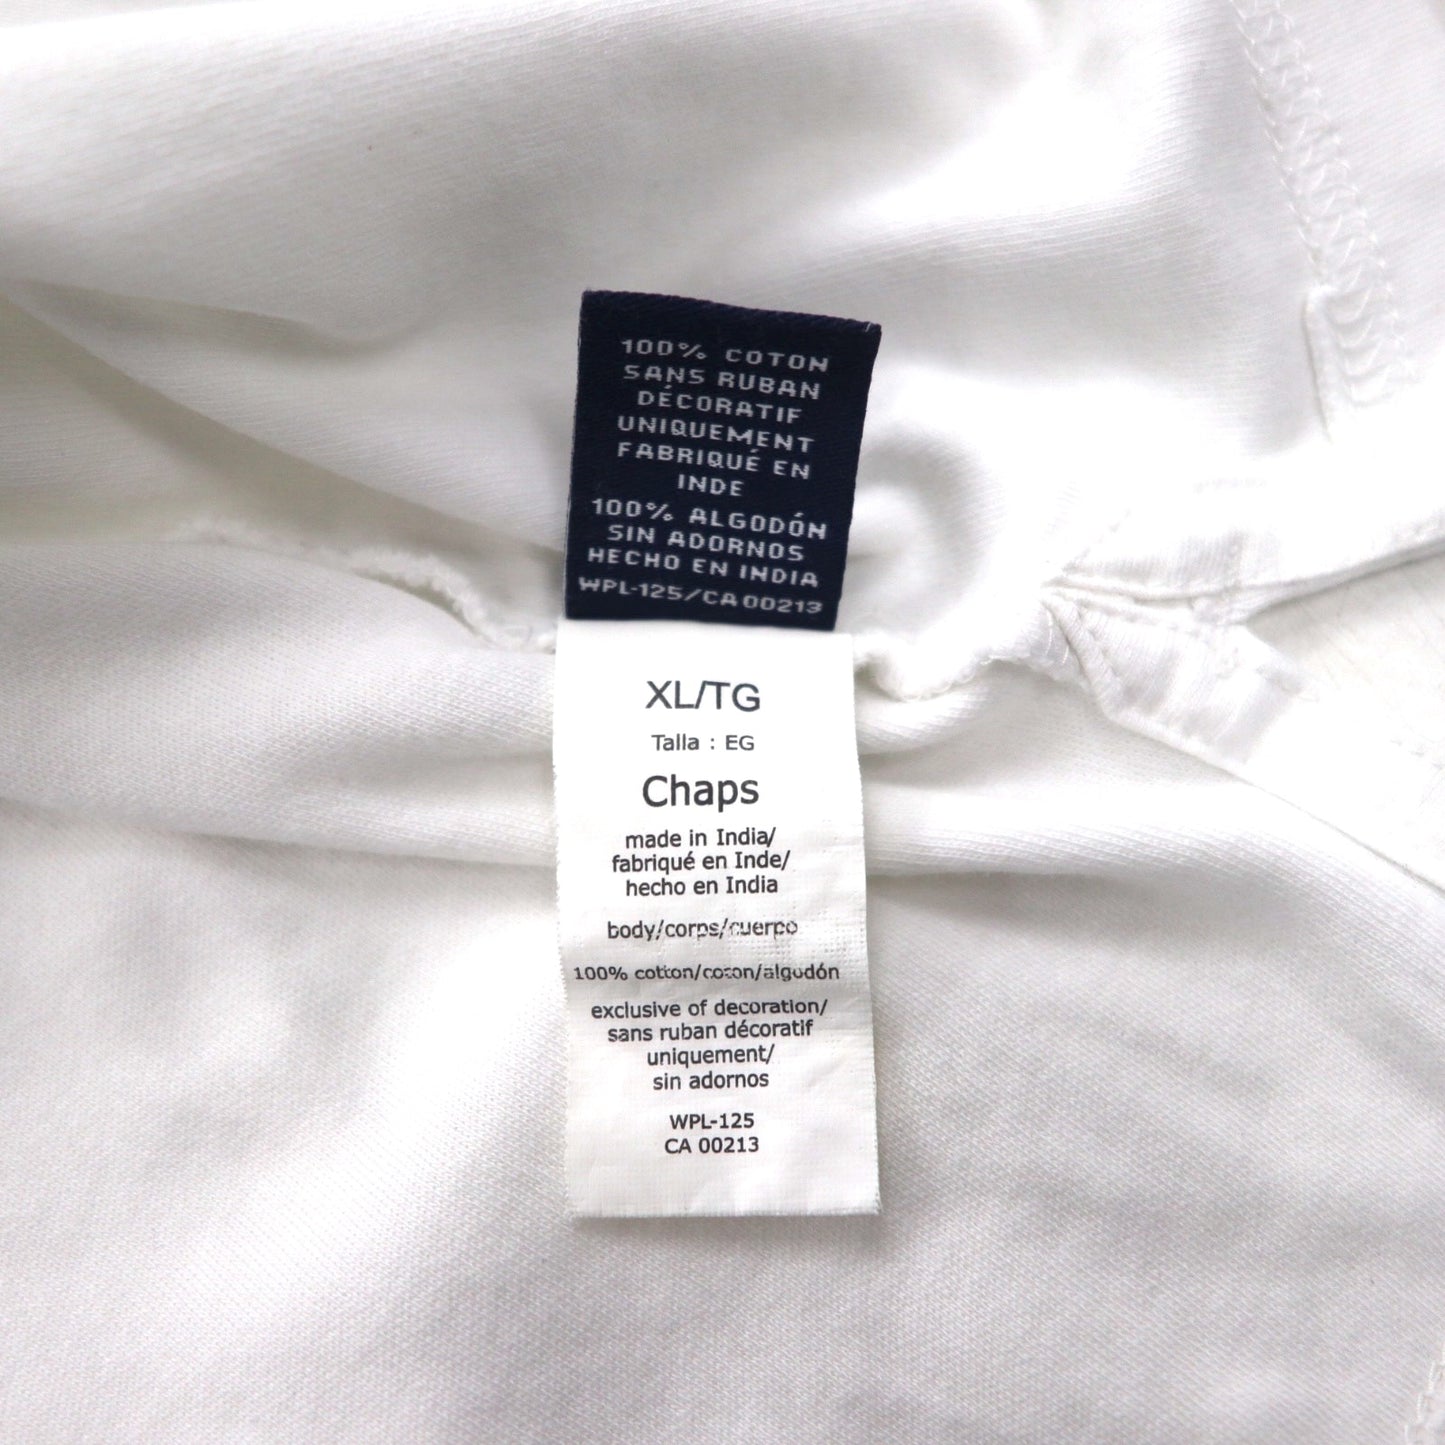 100% COTON
SANS RUBAN
DÉCORATIF
UNIQUEMENT
FABRIQUÉ EN
INDE
100% ALGODÓN
SIN ADORNOS
HECHO EN INDIA
WPL-125/CA00213
XL/TG
Talla : EG
Chaps
made in India/
fabriqué en Inde/
hecho en India
body/corps/cuerpo
100% cotton/coton/algodón
exclusive of decoration/
sans ruban décoratif
uniquement/
sin adornos
WPL-125
CA 00213